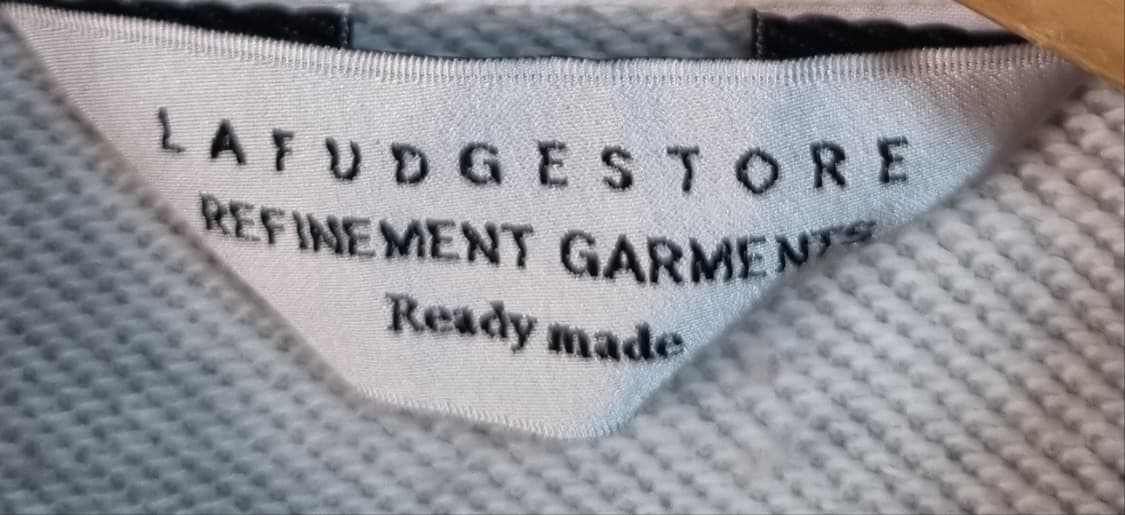 LAFUDGESTORE
REFINEMENT GARMENTS
Ready made